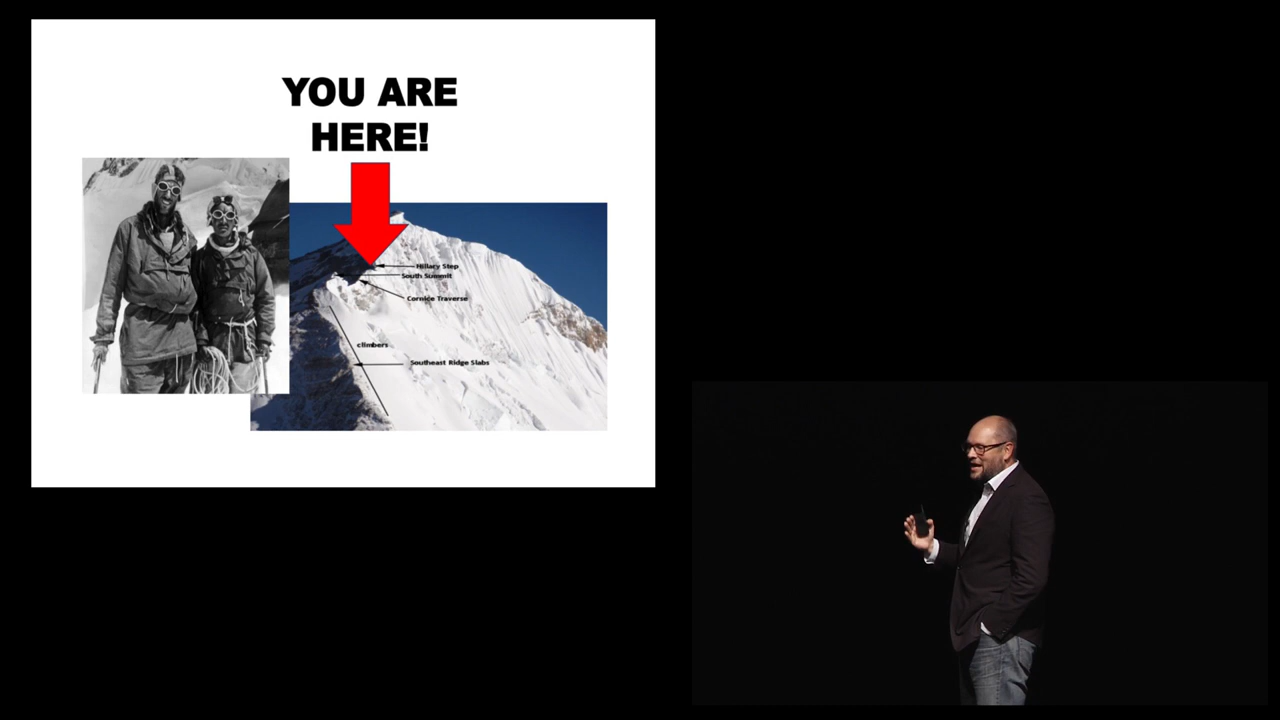 YOU ARE
HERE!
Hillary Step
South Summit
Cornice Traverse
climbers
Southeast Ridge Slabs